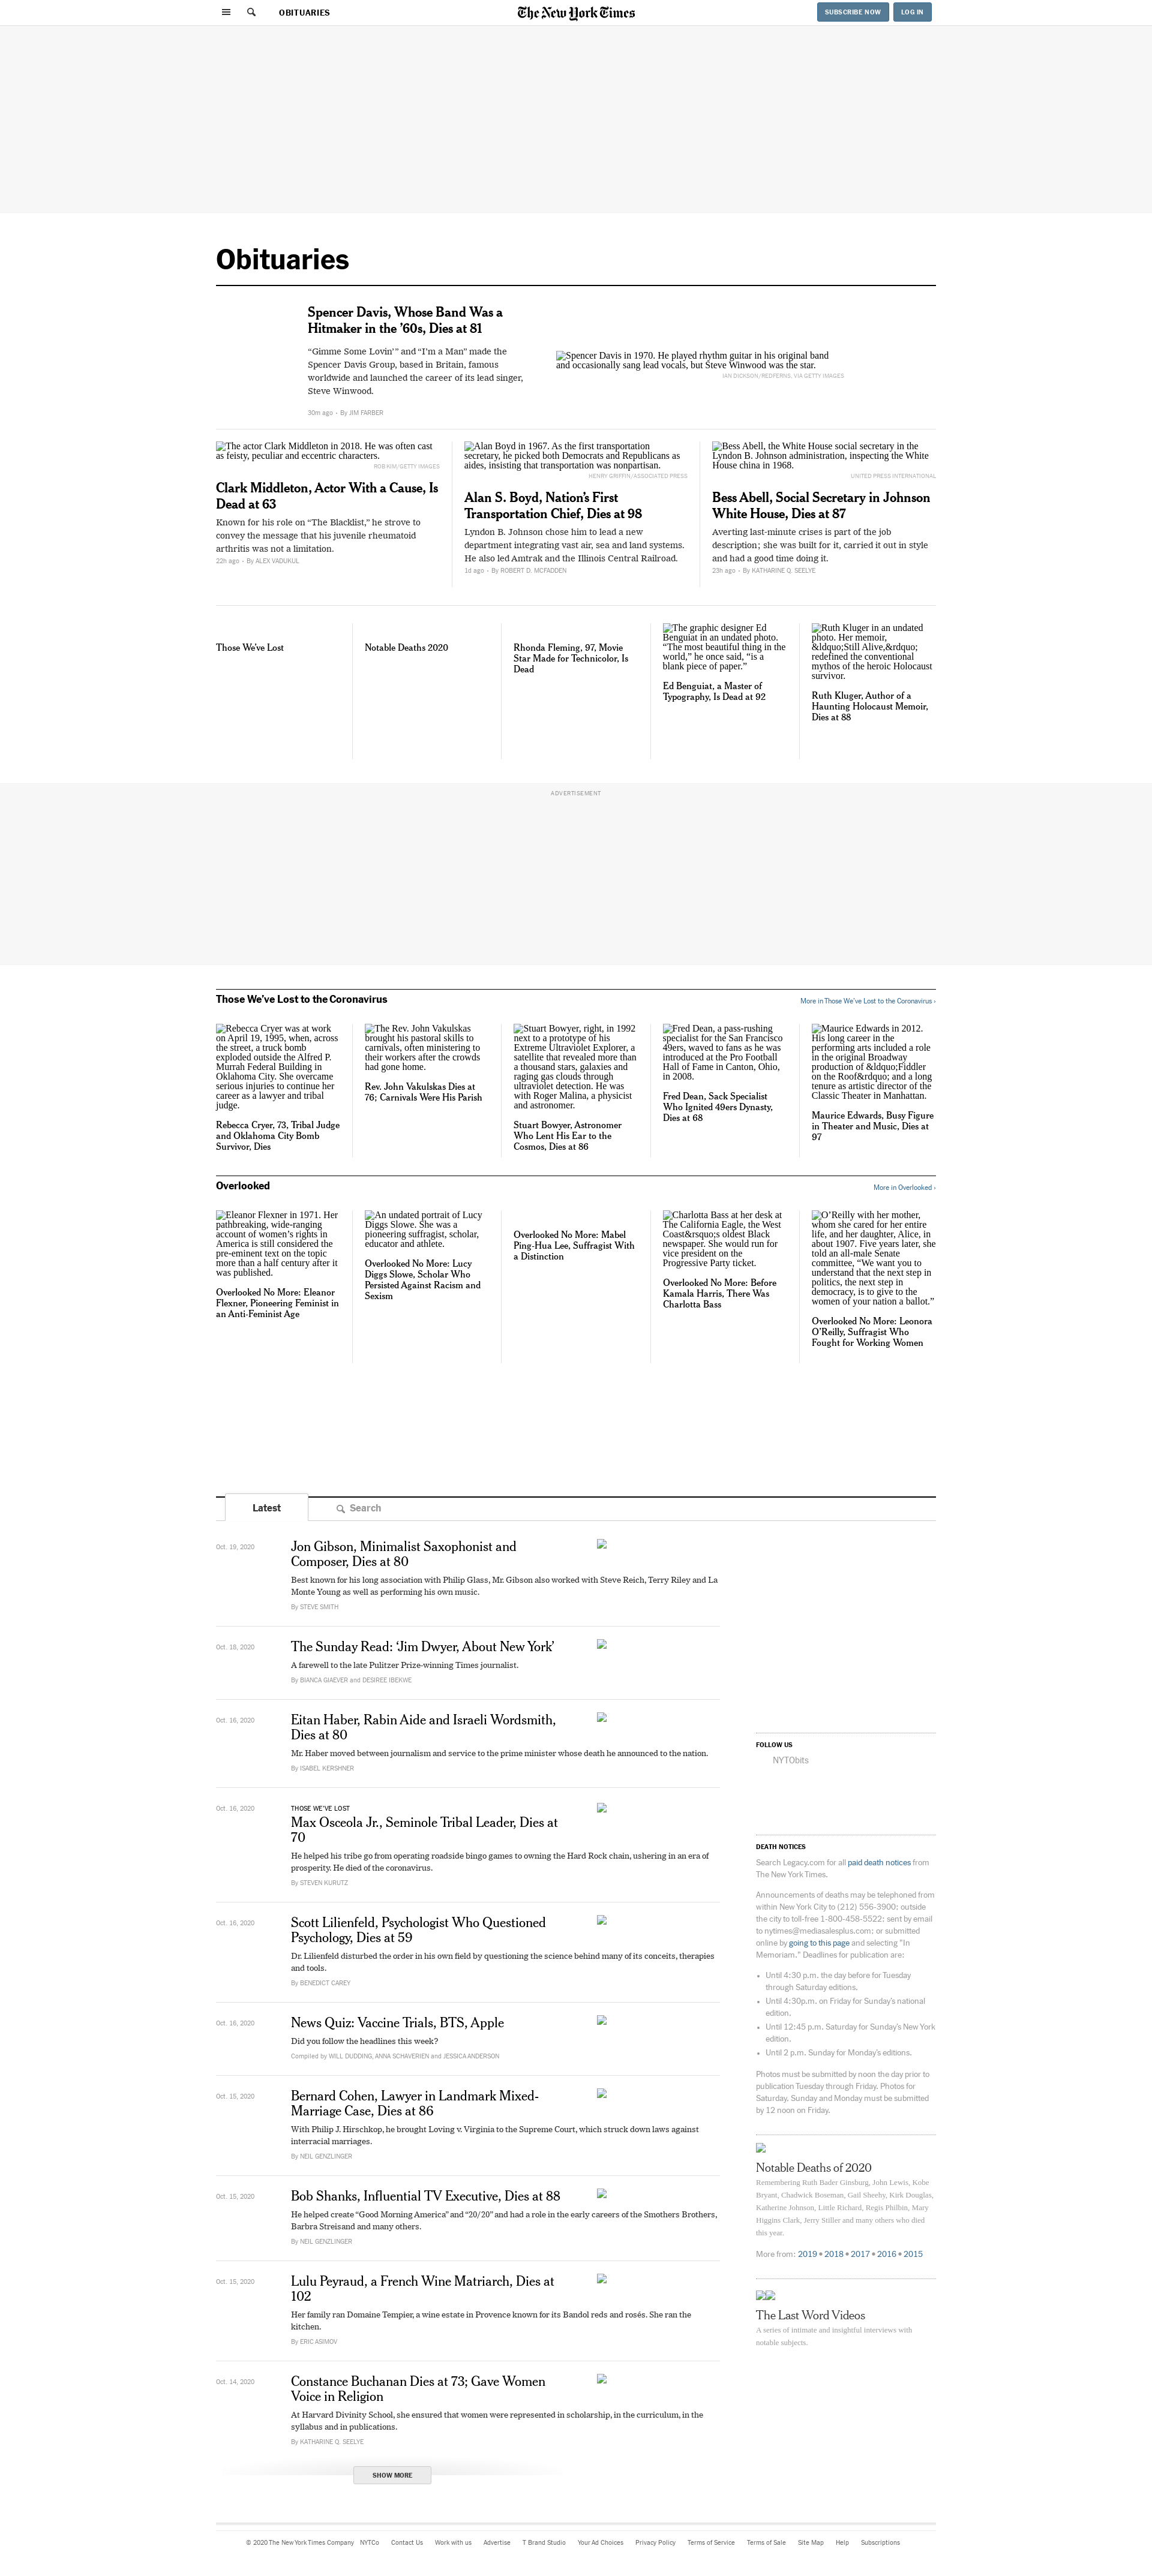 OBITUARIES
The New York Times
SUBSCRIBE NOW
LOG IN
Obituaries
Spencer Davis, Whose Band Was a
Hitmaker in the ’60s, Dies at 81
“Gimme Some Lovin’” and “I’m a Man” made the
Spencer Davis Group, based in Britain, famous
worldwide and launched the career of its lead singer,
Steve Winwood.
30m ago • By JIM FARBER
Spencer Davis in 1970. He played rhythm guitar in his original band
and occasionally sang lead vocals, but Steve Winwood was the star.
IAN DICKSON/REDFERNS, VIA GETTY IMAGES
The actor Clark Middleton in 2018. He was often cast
as feisty, peculiar and eccentric characters.
ROB KIM/GETTY IMAGES
Clark Middleton, Actor With a Cause, Is
Dead at 63
Known for his role on “The Blacklist,” he strove to
convey the message that his juvenile rheumatoid
arthritis was not a limitation.
22h ago • By ALEX VADUKUL
Alan Boyd in 1967. As the first transportation
secretary, he picked both Democrats and Republicans as
aides, insisting that transportation was nonpartisan.
HENRY GRIFFIN/ASSOCIATED PRESS
Alan S. Boyd, Nation’s First
Transportation Chief, Dies at 98
Lyndon B. Johnson chose him to lead a new
department integrating vast air, sea and land systems.
He also led Amtrak and the Illinois Central Railroad.
1d ago • By ROBERT D. MCFADDEN
Bess Abell, the White House social secretary in the
Lyndon B. Johnson administration, inspecting the White
House china in 1968.
UNITED PRESS INTERNATIONAL
Bess Abell, Social Secretary in Johnson
White House, Dies at 87
Averting last-minute crises is part of the job
description; she was built for it, carried it out in style
and had a good time doing it.
23h ago • By KATHARINE Q. SEELYE
Those We’ve Lost
Notable Deaths 2020
Rhonda Fleming, 97, Movie
Star Made for Technicolor, Is
Dead
The graphic designer Ed
Benguiat in an undated photo.
“The most beautiful thing in the
world,” he once said, “is a
blank piece of paper.”
Ed Benguiat, a Master of
Typography, Is Dead at 92
Ruth Kluger in an undated
photo. Her memoir,
&ldquo;Still Alive,&rdquo;
redefined the conventional
mythos of the heroic Holocaust
survivor.
Ruth Kluger, Author of a
Haunting Holocaust Memoir,
Dies at 88
ADVERTISEMENT
Those We’ve Lost to the Coronavirus
More in Those We’ve Lost to the Coronavirus ›
Rebecca Cryer was at work
on April 19, 1995, when, across
the street, a truck bomb
exploded outside the Alfred P.
Murrah Federal Building in
Oklahoma City. She overcame
serious injuries to continue her
career as a lawyer and tribal
judge.
Rebecca Cryer, 73, Tribal Judge
and Oklahoma City Bomb
Survivor, Dies
The Rev. John Vakulskas
brought his pastoral skills to
carnivals, often ministering to
their workers after the crowds
had gone home.
Rev. John Vakulskas Dies at
76; Carnivals Were His Parish
Stuart Bowyer, right, in 1992
next to a prototype of his
Extreme Ultraviolet Explorer, a
satellite that revealed more than
a thousand stars, galaxies and
raging gas clouds through
ultraviolet detection. He was
with Roger Malina, a physicist
and astronomer.
Stuart Bowyer, Astronomer
Who Lent His Ear to the
Cosmos, Dies at 86
Fred Dean, a pass-rushing
specialist for the San Francisco
49ers, waved to fans as he was
introduced at the Pro Football
Hall of Fame in Canton, Ohio,
in 2008.
Fred Dean, Sack Specialist
Who Ignited 49ers Dynasty,
Dies at 68
Maurice Edwards in 2012.
His long career in the
performing arts included a role
in the original Broadway
production of &ldquo;Fiddler
on the Roof&rdquo; and a long
tenure as artistic director of the
Classic Theater in Manhattan.
Maurice Edwards, Busy Figure
in Theater and Music, Dies at
97
Overlooked
More in Overlooked ›
Eleanor Flexner in 1971. Her
pathbreaking, wide-ranging
account of women’s rights in
America is still considered the
pre-eminent text on the topic
more than a half century after it
was published.
Overlooked No More: Eleanor
Flexner, Pioneering Feminist in
an Anti-Feminist Age
An undated portrait of Lucy
Diggs Slowe. She was a
pioneering suffragist, scholar,
educator and athlete.
Overlooked No More: Lucy
Diggs Slowe, Scholar Who
Persisted Against Racism and
Sexism
Overlooked No More: Mabel
Ping-Hua Lee, Suffragist With
a Distinction
Charlotta Bass at her desk at
The California Eagle, the West
Coast&rsquo;s oldest Black
newspaper. She would run for
vice president on the
Progressive Party ticket.
Overlooked No More: Before
Kamala Harris, There Was
Charlotta Bass
O’Reilly with her mother,
whom she cared for her entire
life, and her daughter, Alice, in
about 1907. Five years later, she
told an all-male Senate
committee, “We want you to
understand that the next step in
politics, the next step in
democracy, is to give to the
women of your nation a ballot.”
Overlooked No More: Leonora
O’Reilly, Suffragist Who
Fought for Working Women
Latest
Search
Oct. 19, 2020
Jon Gibson, Minimalist Saxophonist and
Composer, Dies at 80
Best known for his long association with Philip Glass, Mr. Gibson also worked with Steve Reich, Terry Riley and La
Monte Young as well as performing his own music.
By STEVE SMITH
Oct. 18, 2020
The Sunday Read: ‘Jim Dwyer, About New York’
A farewell to the late Pulitzer Prize-winning Times journalist.
By BIANCA GIAEVER and DESIREE IBEKWE
Oct. 16, 2020
Eitan Haber, Rabin Aide and Israeli Wordsmith,
Dies at 80
Mr. Haber moved between journalism and service to the prime minister whose death he announced to the nation.
By ISABEL KERSHNER
Oct. 16, 2020
THOSE WE’VE LOST
Max Osceola Jr., Seminole Tribal Leader, Dies at
70
He helped his tribe go from operating roadside bingo games to owning the Hard Rock chain, ushering in an era of
prosperity. He died of the coronavirus.
By STEVEN KURUTZ
Oct. 16, 2020
Scott Lilienfeld, Psychologist Who Questioned
Psychology, Dies at 59
Dr. Lilienfeld disturbed the order in his own field by questioning the science behind many of its conceits, therapies
and tools.
By BENEDICT CAREY
Oct. 16, 2020
News Quiz: Vaccine Trials, BTS, Apple
Did you follow the headlines this week?
Compiled by WILL DUDDING, ANNA SCHAVERIEN and JESSICA ANDERSON
Oct. 15, 2020
Bernard Cohen, Lawyer in Landmark Mixed-
Marriage Case, Dies at 86
With Philip J. Hirschkop, he brought Loving v. Virginia to the Supreme Court, which struck down laws against
interracial marriages.
By NEIL GENZLINGER
Oct. 15, 2020
Bob Shanks, Influential TV Executive, Dies at 88
He helped create “Good Morning America” and “20/20” and had a role in the early careers of the Smothers Brothers,
Barbra Streisand and many others.
By NEIL GENZLINGER
Oct. 15, 2020
Lulu Peyraud, a French Wine Matriarch, Dies at
102
Her family ran Domaine Tempier, a wine estate in Provence known for its Bandol reds and rosés. She ran the
kitchen.
By ERIC ASIMOV
Oct. 14, 2020
Constance Buchanan Dies at 73; Gave Women
Voice in Religion
At Harvard Divinity School, she ensured that women were represented in scholarship, in the curriculum, in the
syllabus and in publications.
By KATHARINE Q. SEELYE
SHOW MORE
FOLLOW US
NYTObits
DEATH NOTICES
Search Legacy.com for all paid death notices from
The New York Times.
Announcements of deaths may be telephoned from
within New York City to (212) 556-3900; outside
the city to toll-free 1-800-458-5522; sent by email
to nytimes@mediasalesplus.com; or submitted
online by going to this page and selecting "In
Memoriam." Deadlines for publication are:
• Until 4:30 p.m. the day before for Tuesday
through Saturday editions,
• Until 4:30p.m. on Friday for Sunday’s national
edition,
• Until 12:45 p.m. Saturday for Sunday’s New York
edition.
• Until 2 p.m. Sunday for Monday’s editions.
Photos must be submitted by noon the day prior to
publication Tuesday through Friday. Photos for
Saturday, Sunday and Monday must be submitted
by 12 noon on Friday.
Notable Deaths of 2020
Remembering Ruth Bader Ginsburg, John Lewis, Kobe
Bryant, Chadwick Boseman, Gail Sheehy, Kirk Douglas,
Katherine Johnson, Little Richard, Regis Philbin, Mary
Higgins Clark, Jerry Stiller and many others who died
this year.
More from: 2019 • 2018 • 2017 • 2016 • 2015
The Last Word Videos
A series of intimate and insightful interviews with
notable subjects.
© 2020 The New York Times Company NYTCo Contact Us Work with us Advertise T Brand Studio Your Ad Choices Privacy Policy Terms of Service Terms of Sale Site Map Help Subscriptions